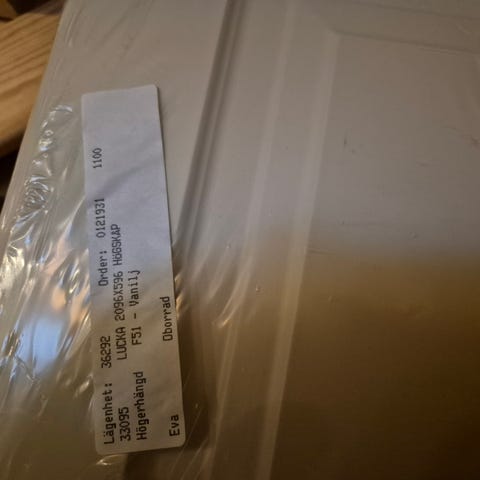 Lägenhet: 36292 Order: 0121931 1100
33095 LUCKA 2096X596 HÖGSKAP
Högerhängd F51 - Vanilj
Eva Oborrad